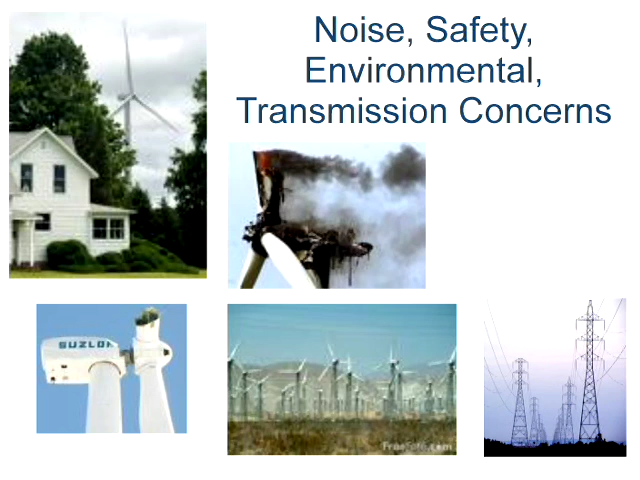 Noise, Safety,
Environmental,
Transmission Concerns
SUZLON
FreeFoto.com